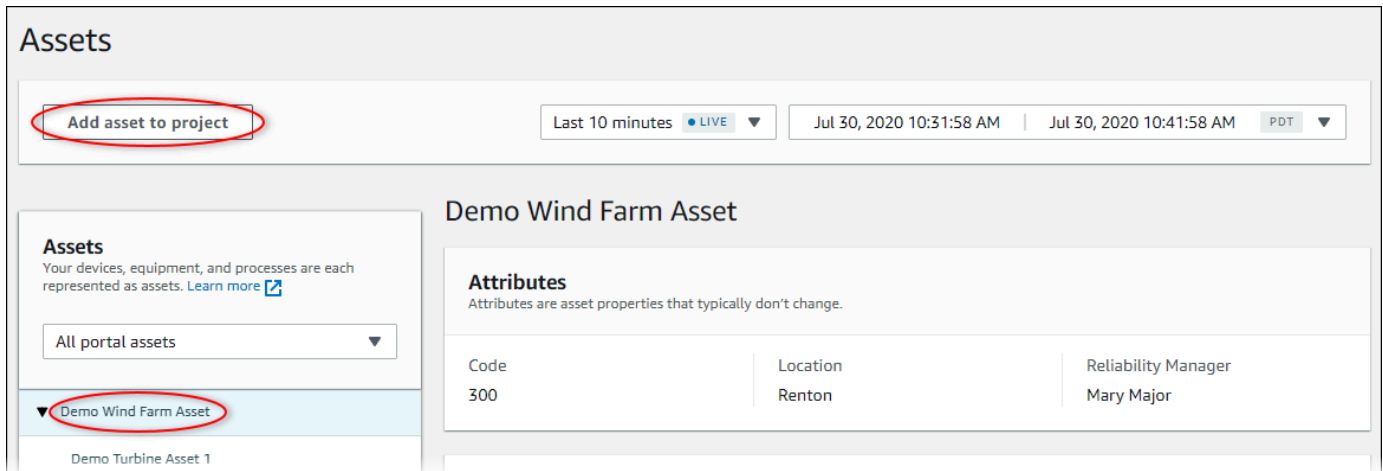 Assets
Add asset to project
Last 10 minutes LIVE
Jul 30, 2020 10:31:58 AM Jul 30, 2020 10:41:58 AM PDT
Assets
Your devices, equipment, and processes are each
represented as assets. Learn more
All portal assets
Demo Wind Farm Asset
Demo Turbine Asset 1
Demo Wind Farm Asset
Attributes
Attributes are asset properties that typically don't change.
Code
300
Location
Renton
Reliability Manager
Mary Major